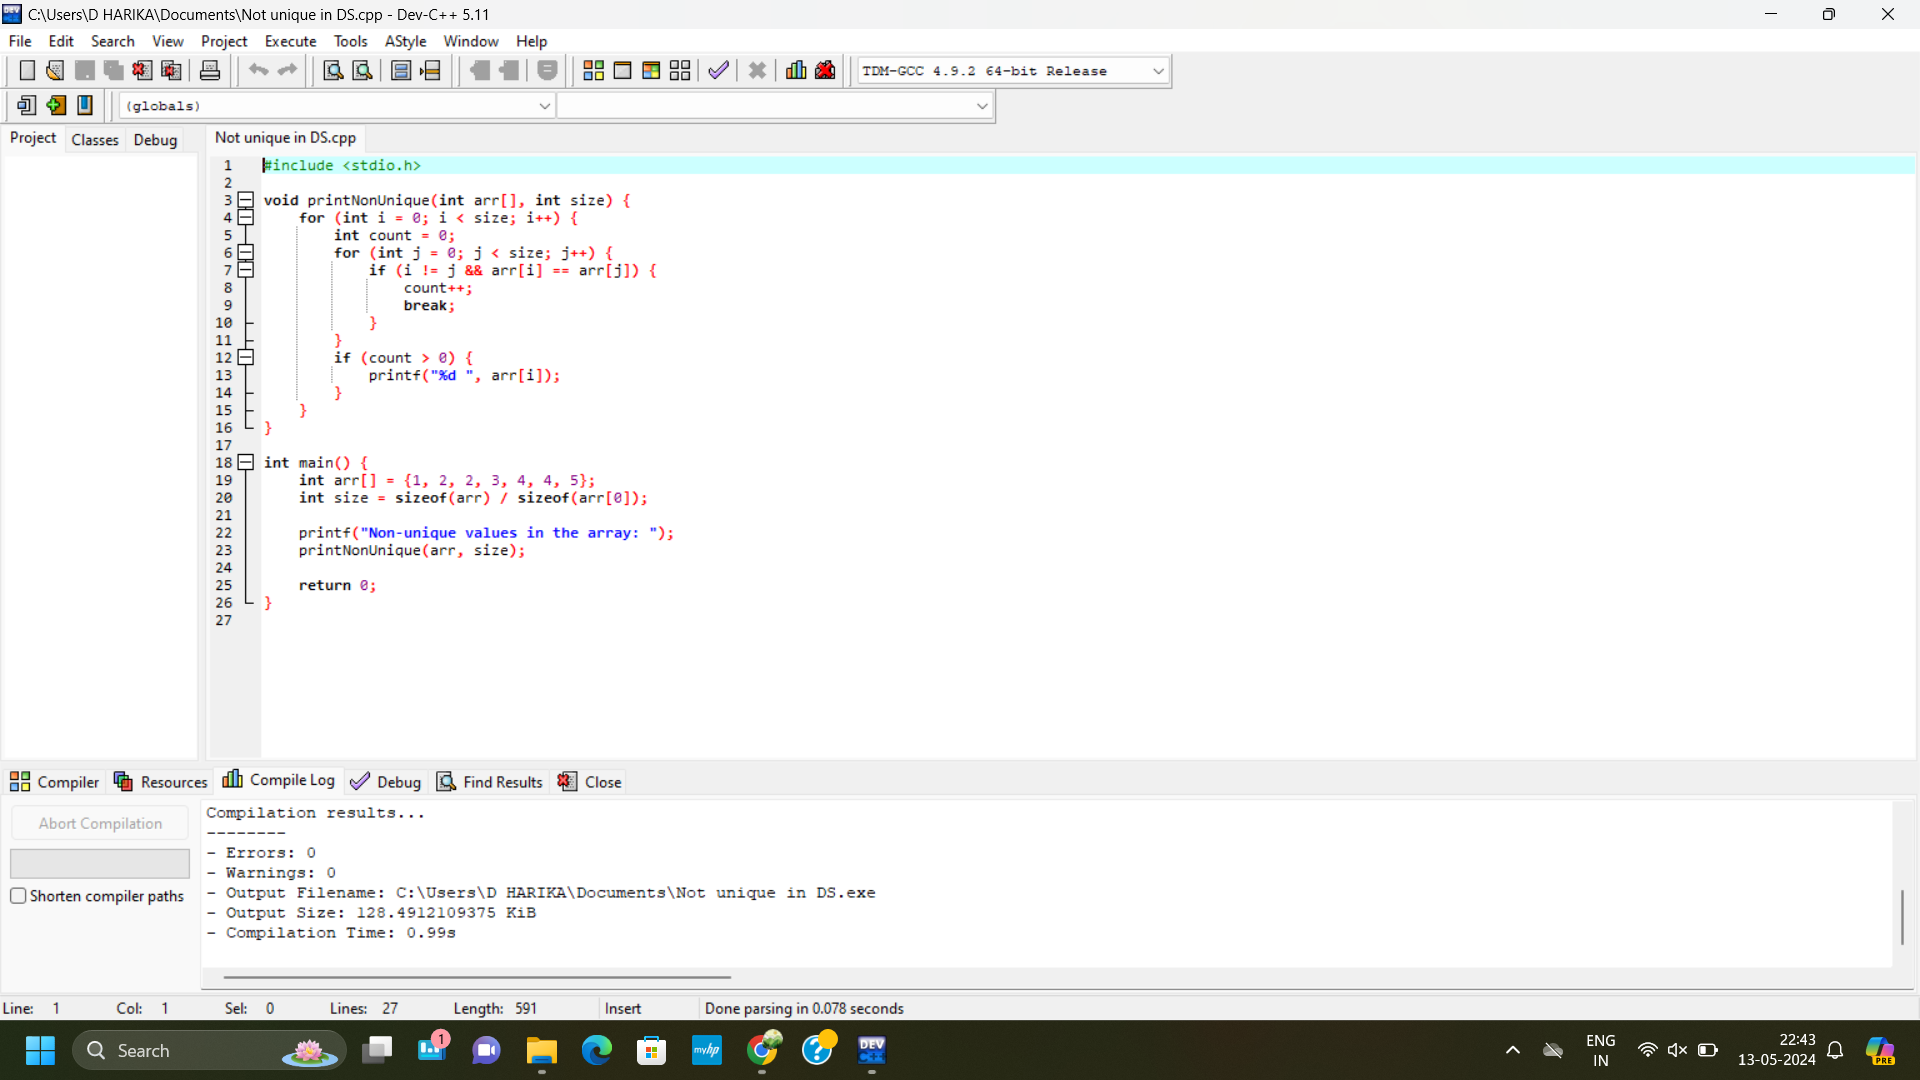 C:\Users\D HARIKA\Documents\Not unique in DS.cpp - Dev-C++ 5.11
File Edit Search View Project Execute Tools AStyle Window Help
TDM-GCC 4.9.2 64-bit Release
(globals)
Project Classes Debug Not unique in DS.cpp
1 #include <stdio.h>
2
3 void printNonUnique(int arr[], int size) {
4 for (int i = 0; i < size; i++) {
5 int count = 0;
6 for (int j = 0; j < size; j++) {
7 if (i != j && arr[i] == arr[j]) {
8 count++;
9 break;
10 }
11 }
12 if (count > 0) {
13 printf("%d ", arr[i]);
14 }
15 }
16 }
17
18 int main() {
19 int arr[] = {1, 2, 2, 3, 4, 4, 5};
20 int size = sizeof(arr) / sizeof(arr[0]);
21
22 printf("Non-unique values in the array: ");
23 printNonUnique(arr, size);
24
25 return 0;
26 }
27
Compiler Resources Compile Log Debug Find Results Close
Abort Compilation
Shorten compiler paths
Compilation results...
--------
- Errors: 0
- Warnings: 0
- Output Filename: C:\Users\D HARIKA\Documents\Not unique in DS.exe
- Output Size: 128.4912109375 KiB
- Compilation Time: 0.99s
Line: 1 Col: 1 Sel: 0 Lines: 27 Length: 591 Insert Done parsing in 0.078 seconds
Search 1 myhp DEV C++ ENG IN 22:43 13-05-2024 PRE